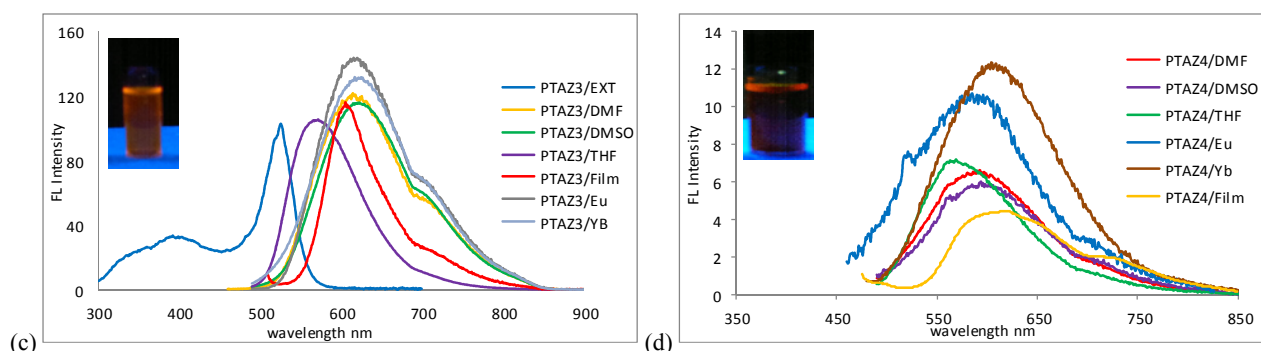 160
120
80
40
0
FL Intensity
300 400 500 600 700 800 900
wavelength nm
PTAZ3/EXT
PTAZ3/DMF
PTAZ3/DMSO
PTAZ3/THF
PTAZ3/Film
PTAZ3/Eu
PTAZ3/YB
(c)
14
12
10
8
6
4
2
0
FL Intensity
350 450 550 650 750 850
wavelength nm
PTAZ4/DMF
PTAZ4/DMSO
PTAZ4/THF
PTAZ4/Eu
PTAZ4/Yb
PTAZ4/Film
(d)